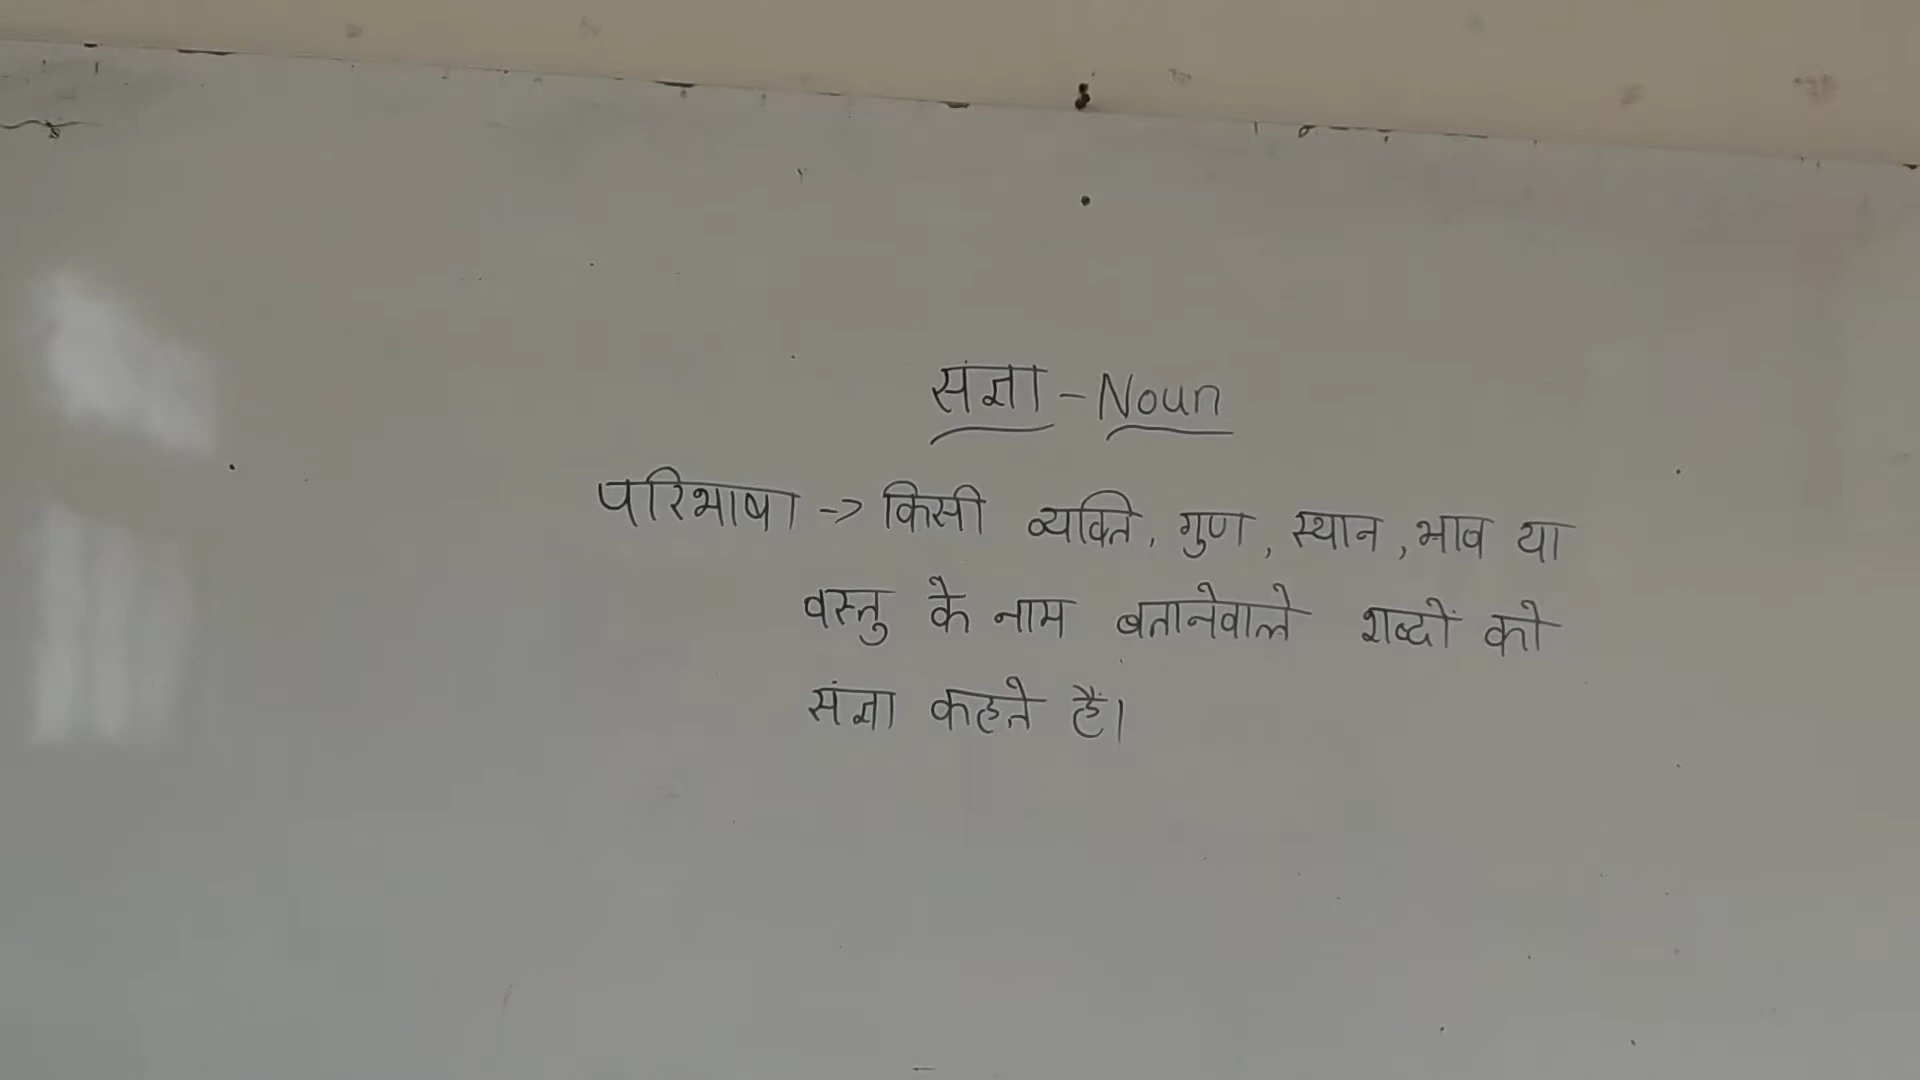 संज्ञा - Noun
परिभाषा -> किसी व्यक्ति, गुण, स्थान, भाव या
वस्तु के नाम बतानेवाले शब्दों को
संज्ञा कहते हैं।